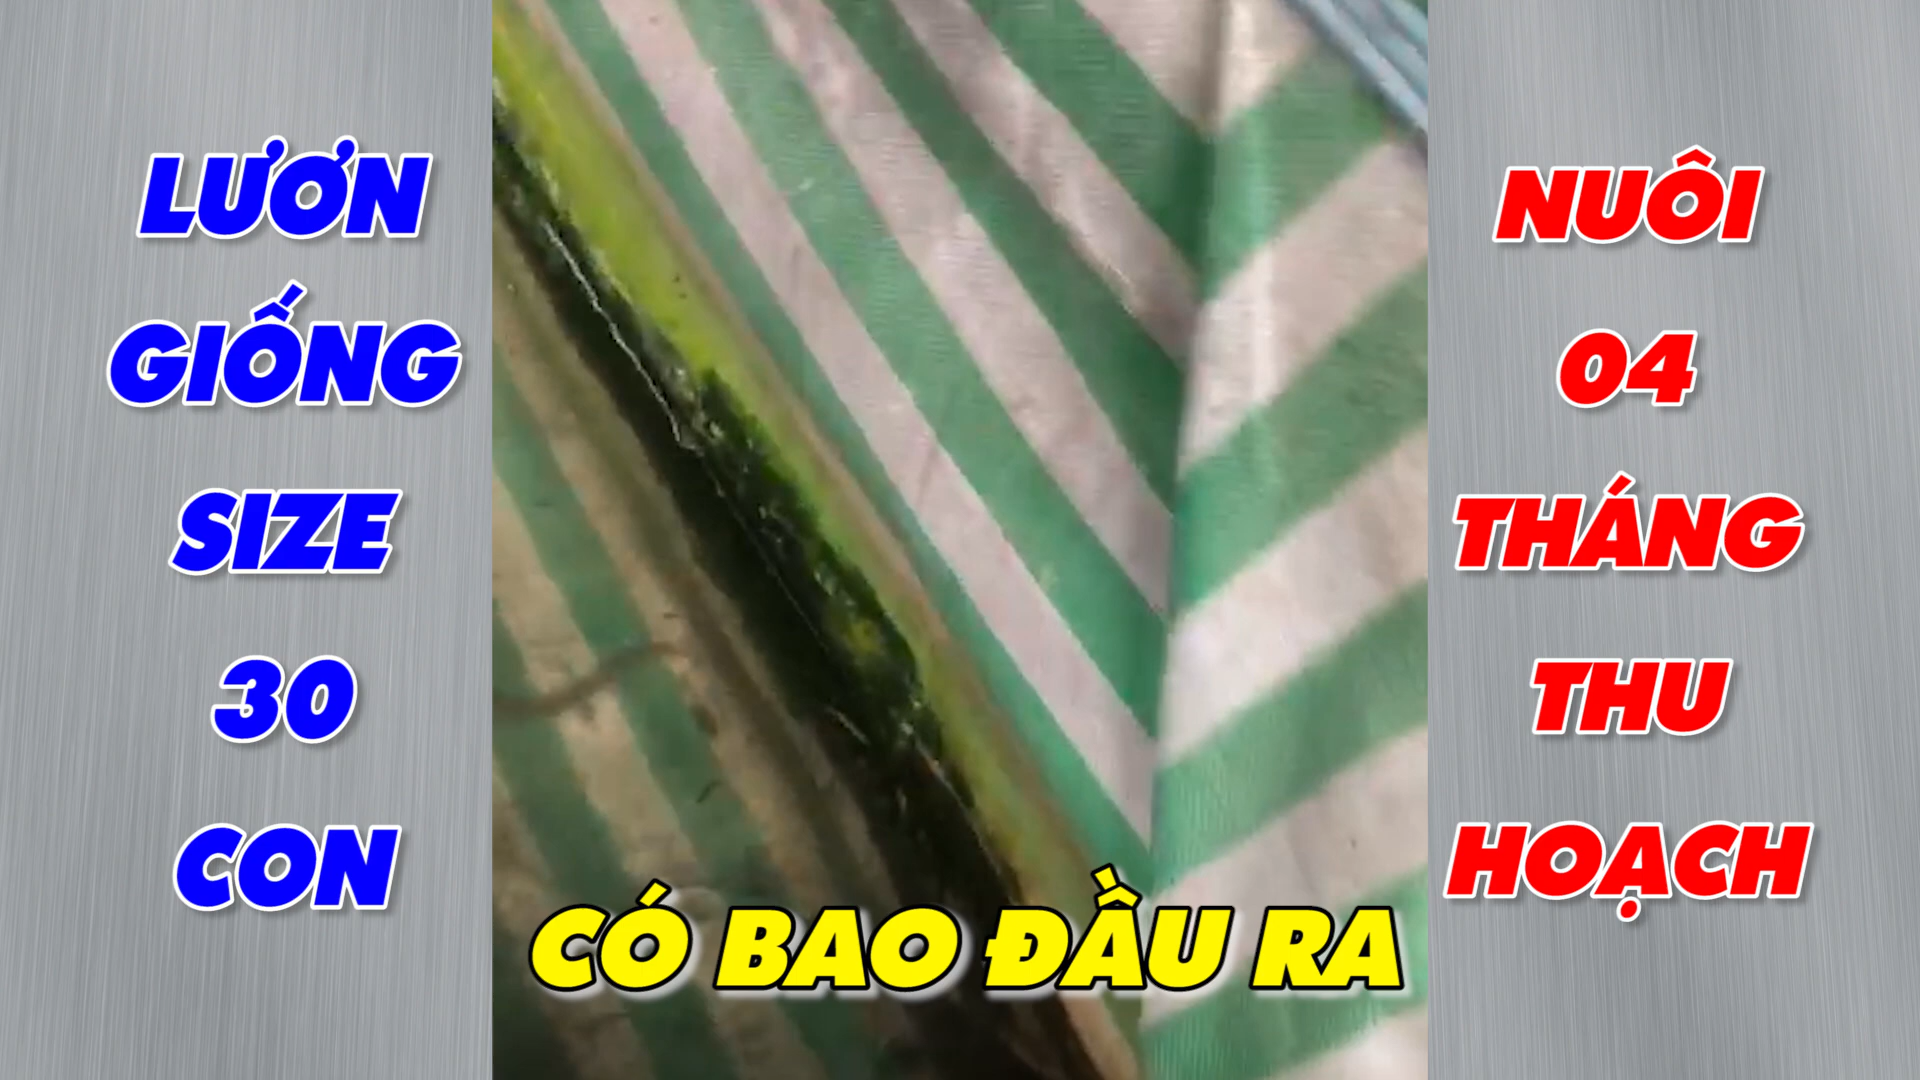 LƯƠN
GIỐNG
SIZE
30
CON
NUÔI
04
THÁNG
THU
HOẠCH
CÓ BAO ĐẦU RA